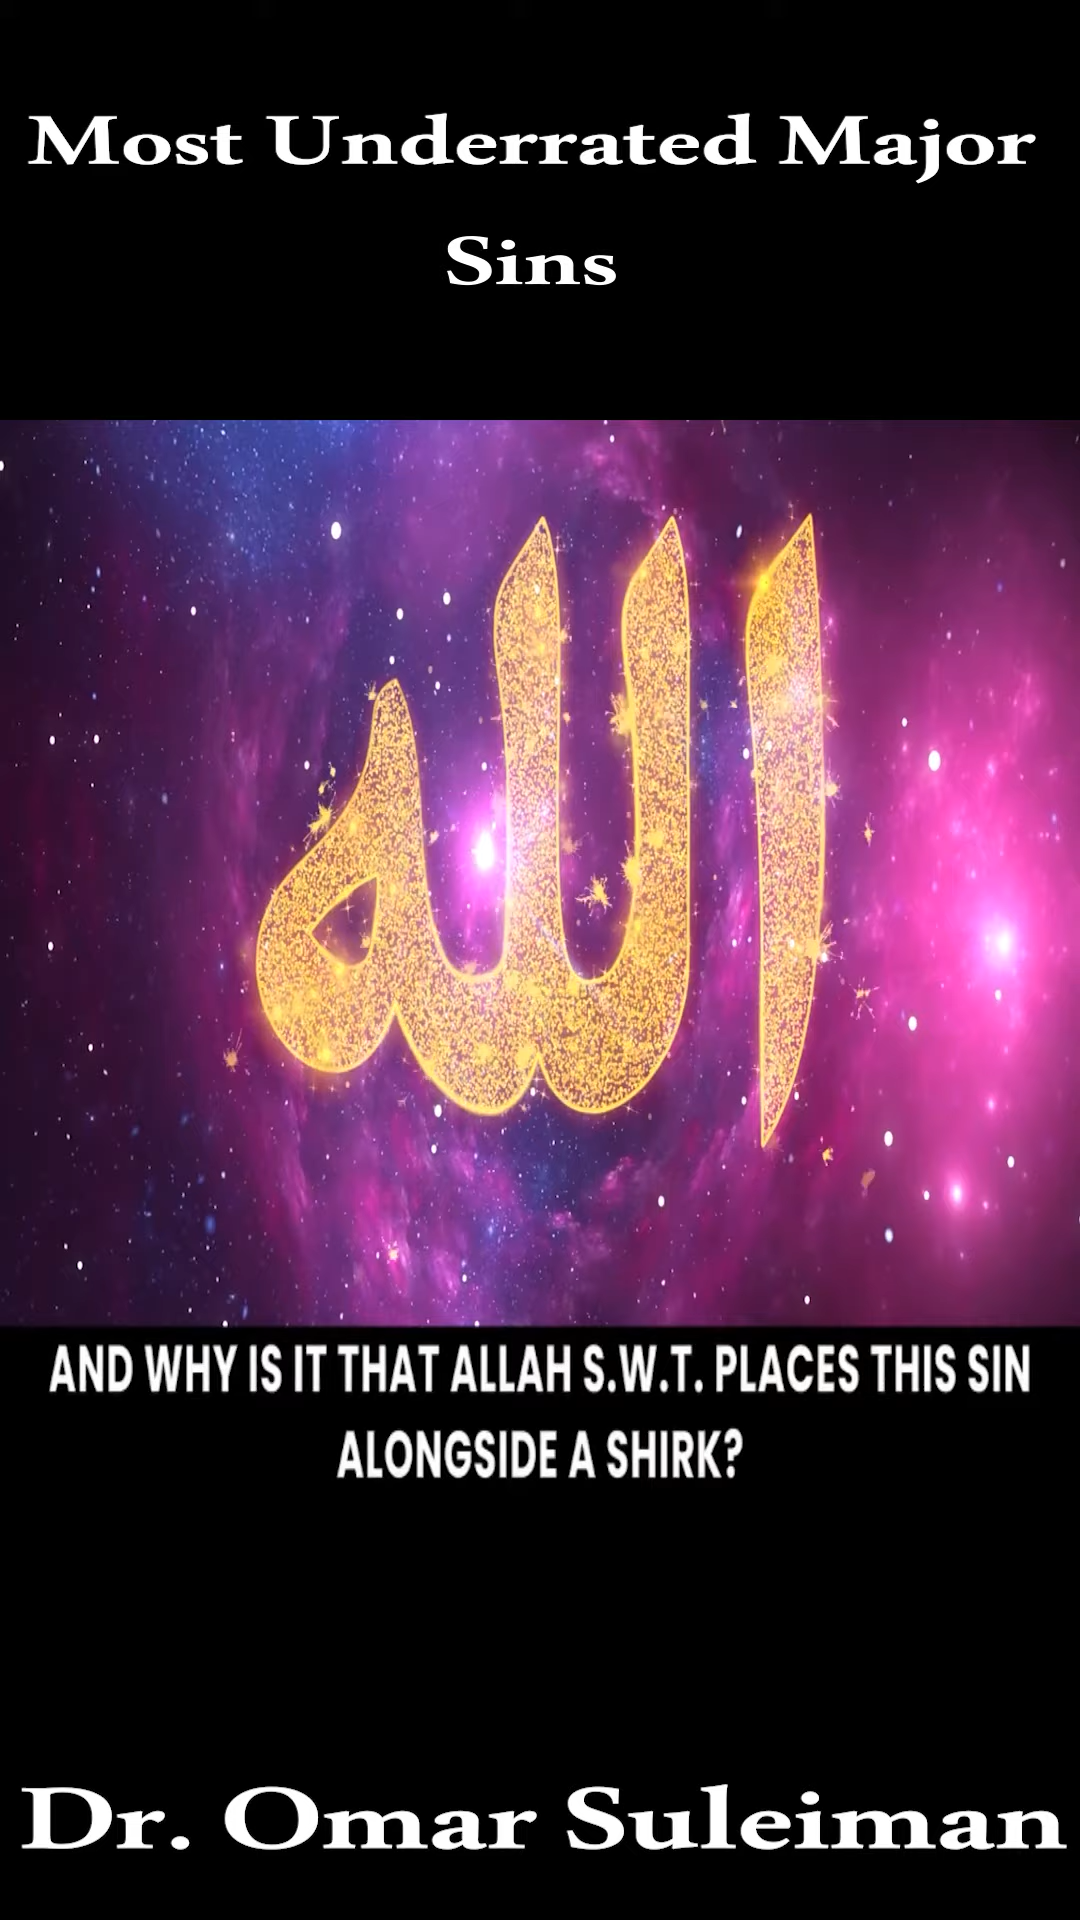 Most Underrated Major
Sins
الله
AND WHY IS IT THAT ALLAH S.W.T. PLACES THIS SIN
ALONGSIDE A SHIRK?
Dr. Omar Suleiman